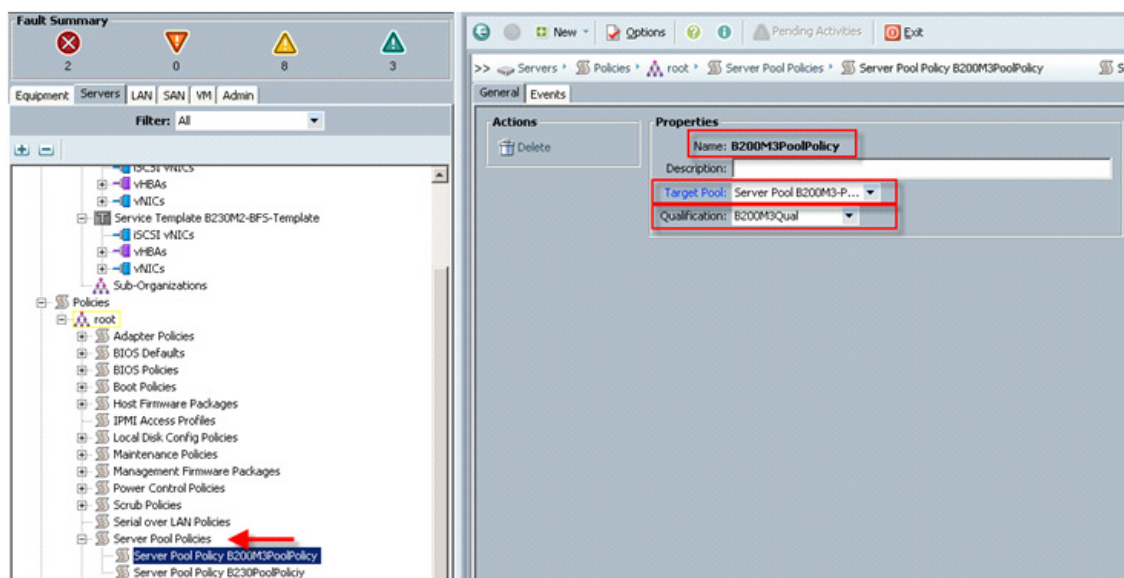 Fault Summary
2 0 8 3
Equipment Servers LAN SAN VM Admin
Filter: All
iSCSI vNICs
vHBAs
vNICs
Service Template B230M2-BFS-Template
iSCSI vNICs
vHBAs
vNICs
Sub-Organizations
Policies
root
Adapter Policies
BIOS Defaults
BIOS Policies
Boot Policies
Host Firmware Packages
IPMI Access Profiles
Local Disk Config Policies
Maintenance Policies
Management Firmware Packages
Power Control Policies
Scrub Policies
Serial over LAN Policies
Server Pool Policies
Server Pool Policy B200M3PoolPolicy
Server Pool Policy B230PoolPoliciy
New Options Pending Activities Exit
>> Servers Policies root Server Pool Policies Server Pool Policy B200M3PoolPolicy S
General Events
Actions
Delete
Properties
Name: B200M3PoolPolicy
Description:
Target Pool: Server Pool B200M3-P...
Qualification: B200M3Qual